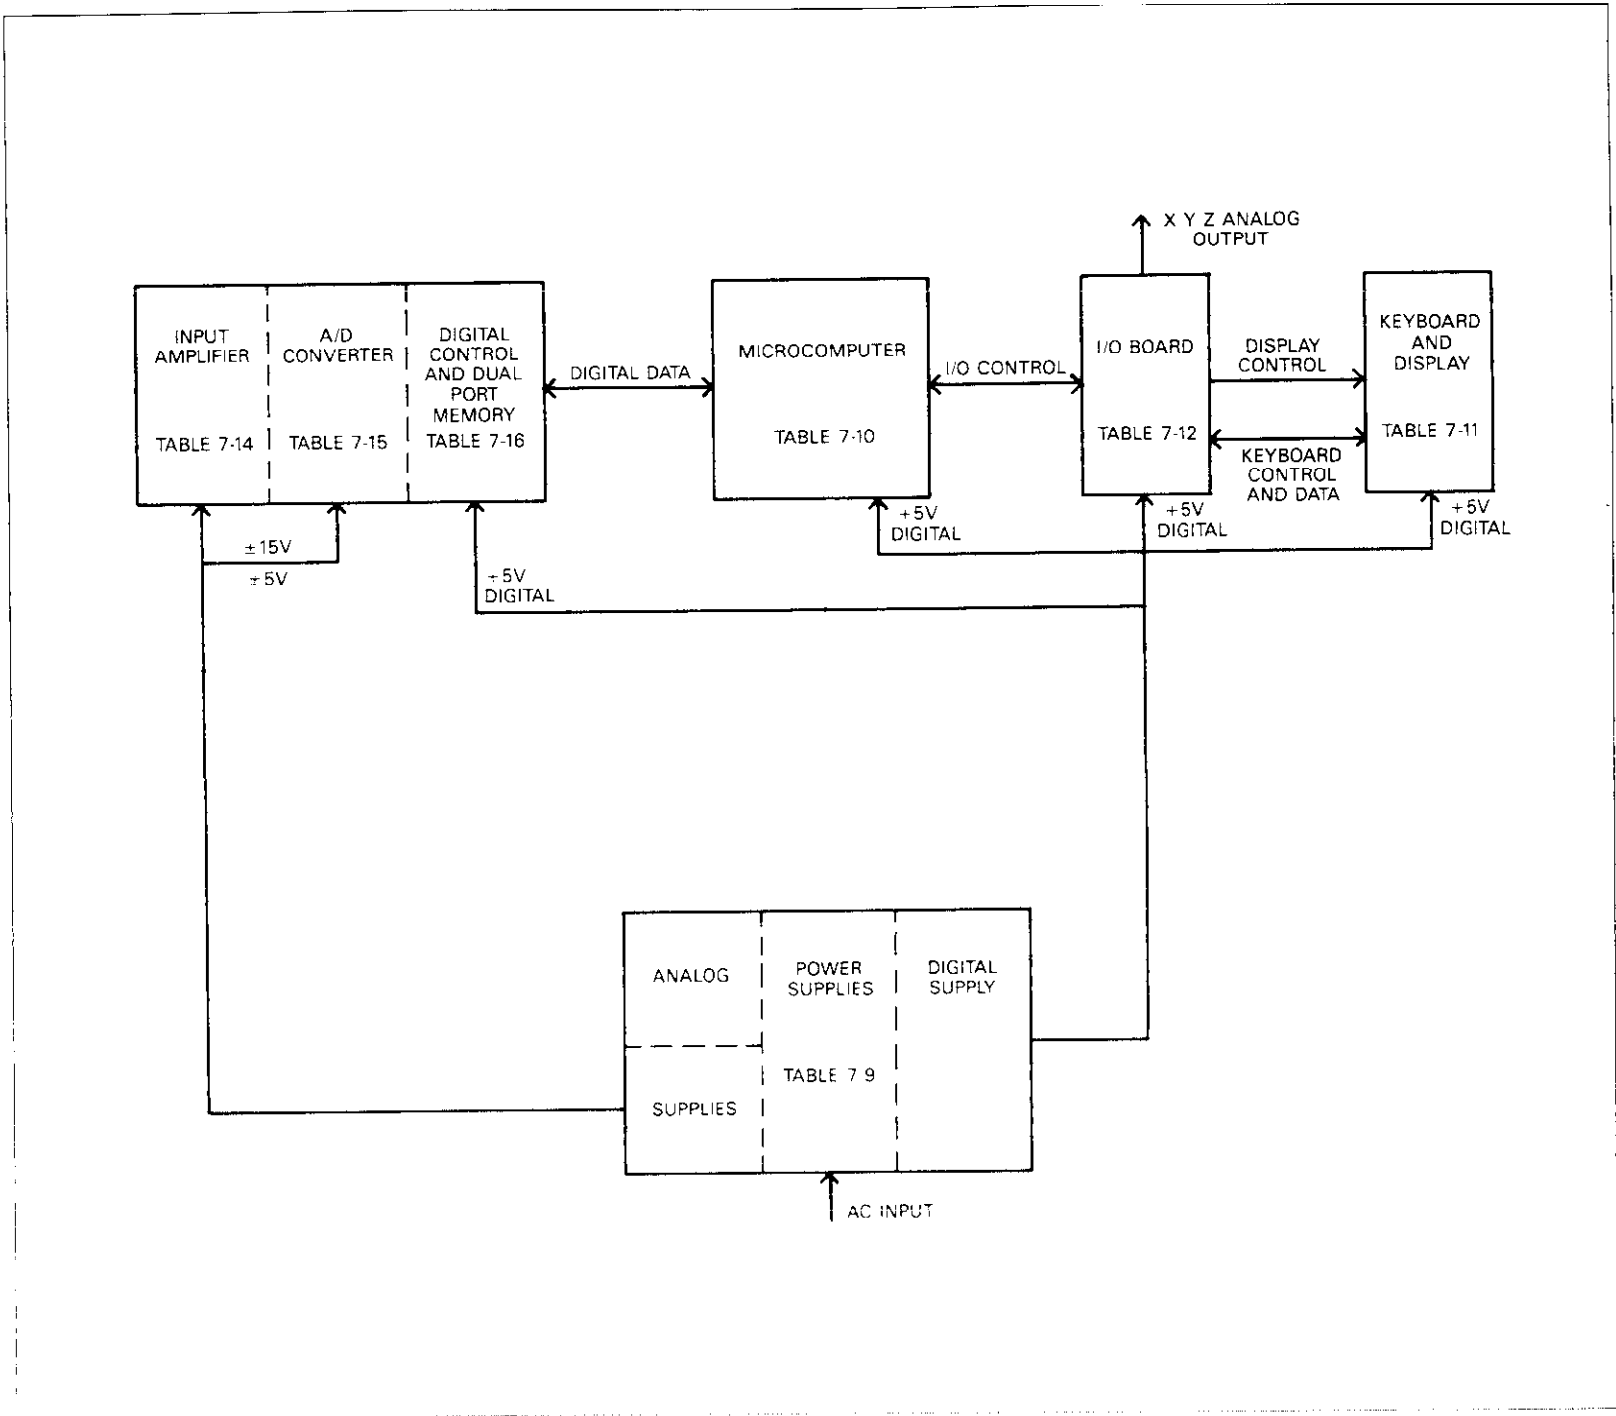 X Y Z ANALOG
OUTPUT
INPUT
AMPLIFIER
TABLE 7-14
A/D
CONVERTER
TABLE 7-15
DIGITAL
CONTROL
AND DUAL
PORT
MEMORY
TABLE 7-16
DIGITAL DATA
MICROCOMPUTER
TABLE 7-10
I/O CONTROL
I/O BOARD
TABLE 7-12
DISPLAY
CONTROL
KEYBOARD
CONTROL
AND DATA
KEYBOARD
AND
DISPLAY
TABLE 7-11
±15V
±5V
+5V
DIGITAL
+5V
DIGITAL
+5V
DIGITAL
+5V
DIGITAL
ANALOG
SUPPLIES
POWER
SUPPLIES
TABLE 7 9
DIGITAL
SUPPLY
AC INPUT